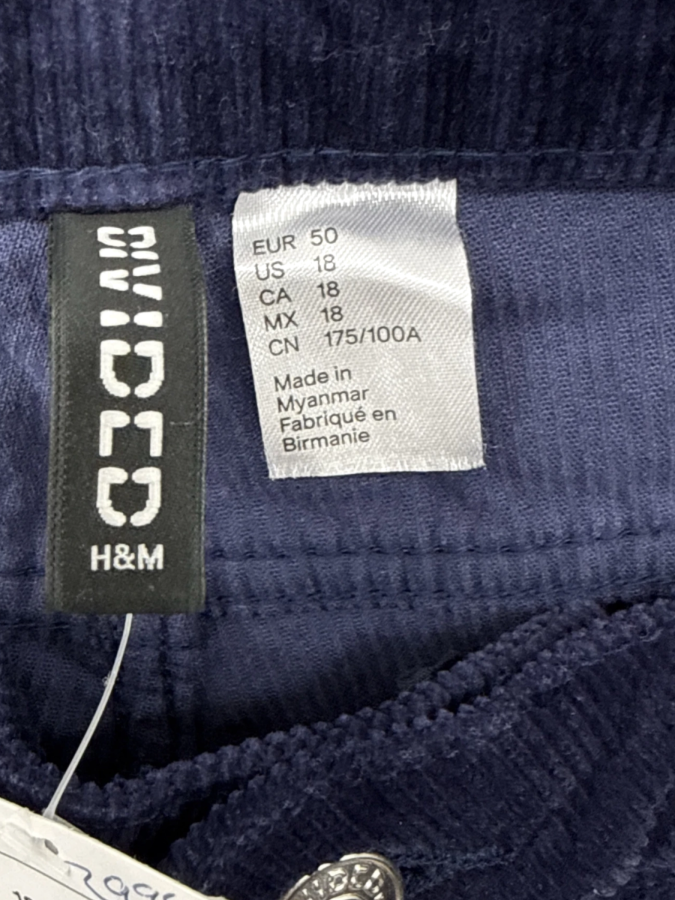 DIVIDED
H&M
EUR 50
US 18
CA 18
MX 18
CN 175/100A
Made in
Myanmar
Fabriqué en
Birmanie